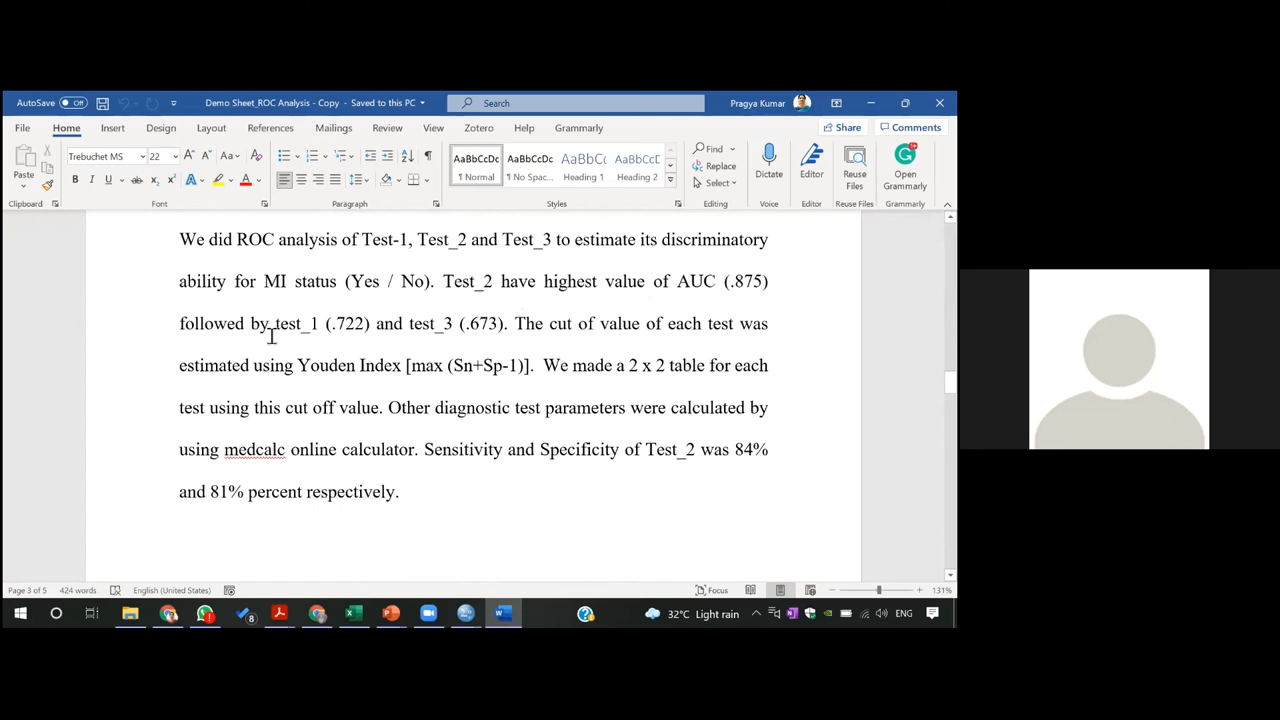 AutoSave Off Demo Sheet_ROC Analysis - Copy - Saved to this PC Search Pragya Kumar
File Home Insert Design Layout References Mailings Review View Zotero Help Grammarly Share Comments
Trebuchet MS 22 A A Aa A AaBbCcDc AaBbCcDc AaBbCc AaBbCcD Find
Replace
Paste B I U ab x₂ x² A A ¶ Normal ¶ No Spac... Heading 1 Heading 2 Select Dictate Editor Reuse Files Open Grammarly
Clipboard Font Paragraph Styles Editing Voice Editor Reuse Files Grammarly
We did ROC analysis of Test-1, Test_2 and Test_3 to estimate its discriminatory
ability for MI status (Yes / No). Test_2 have highest value of AUC (.875)
followed by test_1 (.722) and test_3 (.673). The cut of value of each test was
estimated using Youden Index [max (Sn+Sp-1)]. We made a 2 x 2 table for each
test using this cut off value. Other diagnostic test parameters were calculated by
using medcalc online calculator. Sensitivity and Specificity of Test_2 was 84%
and 81% percent respectively.
Page 3 of 5 424 words English (United States) Focus 131%
8 32°C Light rain ENG